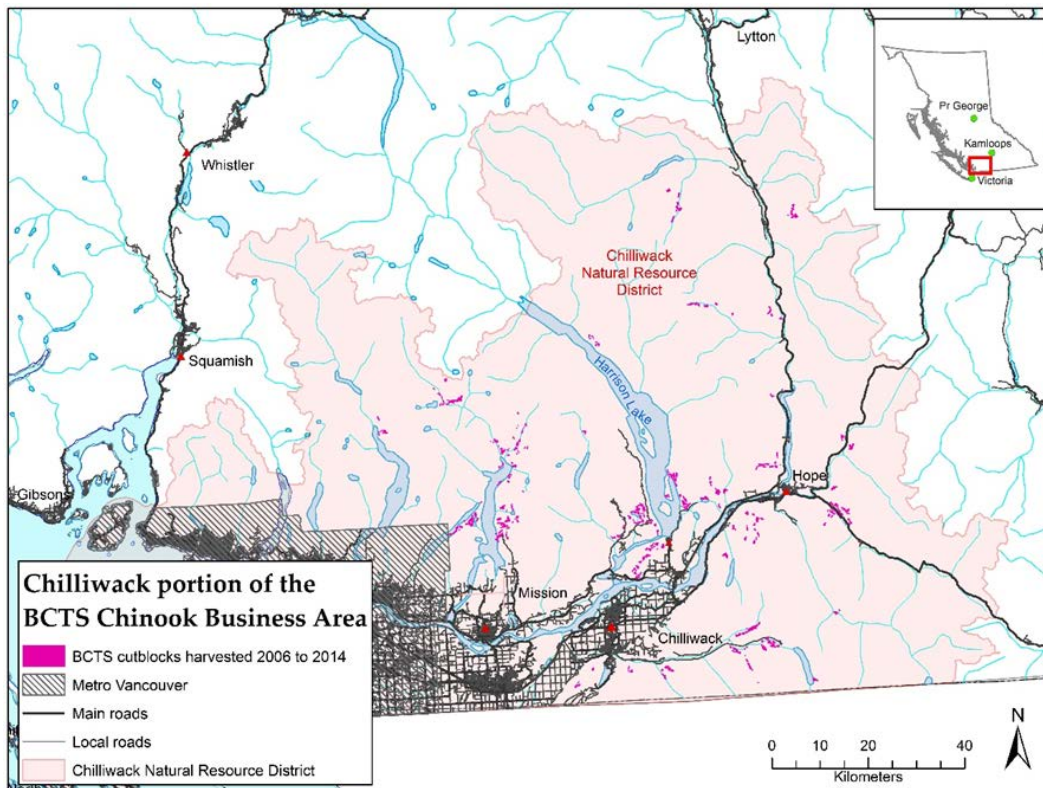 Lytton
Pr George
Kamloops
Victoria
Whistler
Chilliwack
Natural Resource
District
Squamish
Harrison Lake
Hope
Gibsons
Mission
Chilliwack
Chilliwack portion of the
BCTS Chinook Business Area
BCTS cutblocks harvested 2006 to 2014
Metro Vancouver
Main roads
Local roads
Chilliwack Natural Resource District
N
0 5 10 20 30 40
Kilometers